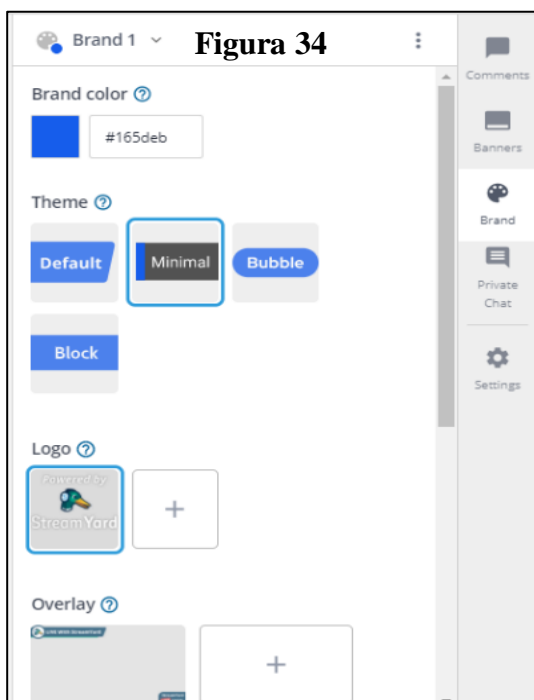 Brand 1
Figura 34
Brand color
#165deb
Theme
Default
Minimal
Bubble
Block
Logo
Powered by
StreamYard
Overlay
Comments
Banners
Brand
Private
Chat
Settings